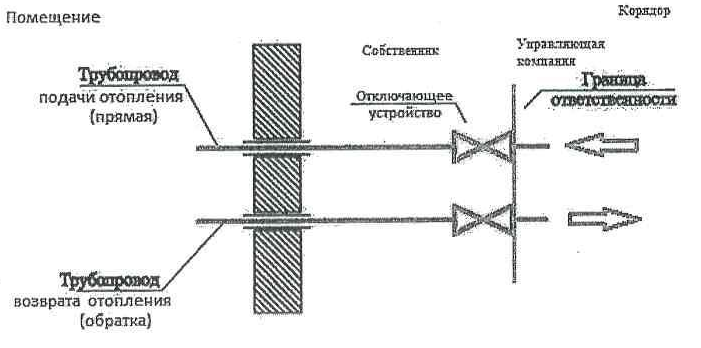 Помещение
Коридор
Собственник
Управляющая
компания
Трубопровод
подачи отопления
(прямая)
Отключающее
устройство
Граница
ответственности
Трубопровод
возврата отопления
(обратка)